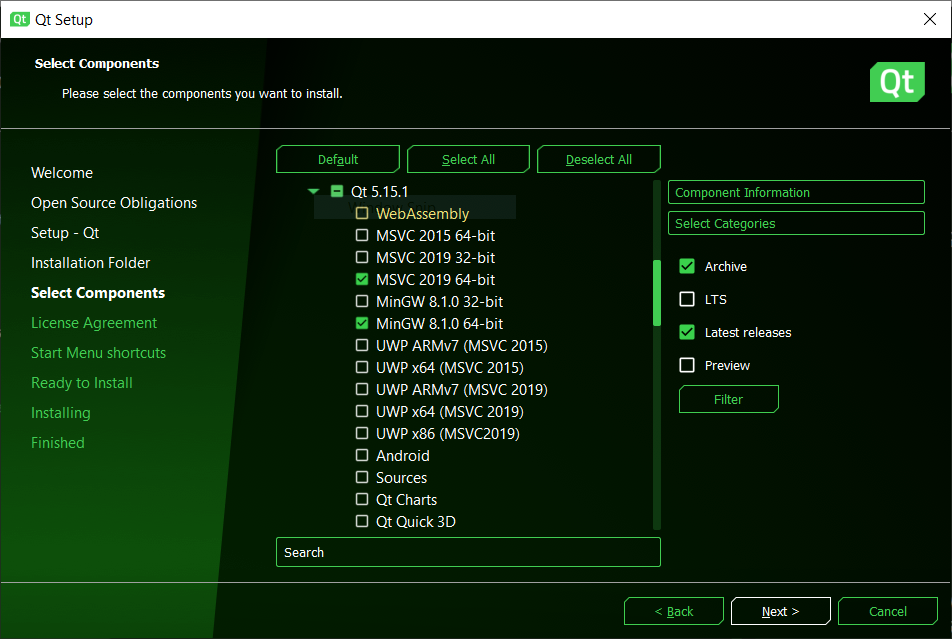 Qt Qt Setup
Select Components
Please select the components you want to install.
Qt
Welcome
Open Source Obligations
Setup - Qt
Installation Folder
Select Components
License Agreement
Start Menu shortcuts
Ready to Install
Installing
Finished
Default Select All Deselect All
Qt 5.15.1
WebAssembly
MSVC 2015 64-bit
MSVC 2019 32-bit
MSVC 2019 64-bit
MinGW 8.1.0 32-bit
MinGW 8.1.0 64-bit
UWP ARMv7 (MSVC 2015)
UWP x64 (MSVC 2015)
UWP ARMv7 (MSVC 2019)
UWP x64 (MSVC 2019)
UWP x86 (MSVC2019)
Android
Sources
Qt Charts
Qt Quick 3D
Search
Component Information
Select Categories
Archive
LTS
Latest releases
Preview
Filter
< Back Next > Cancel